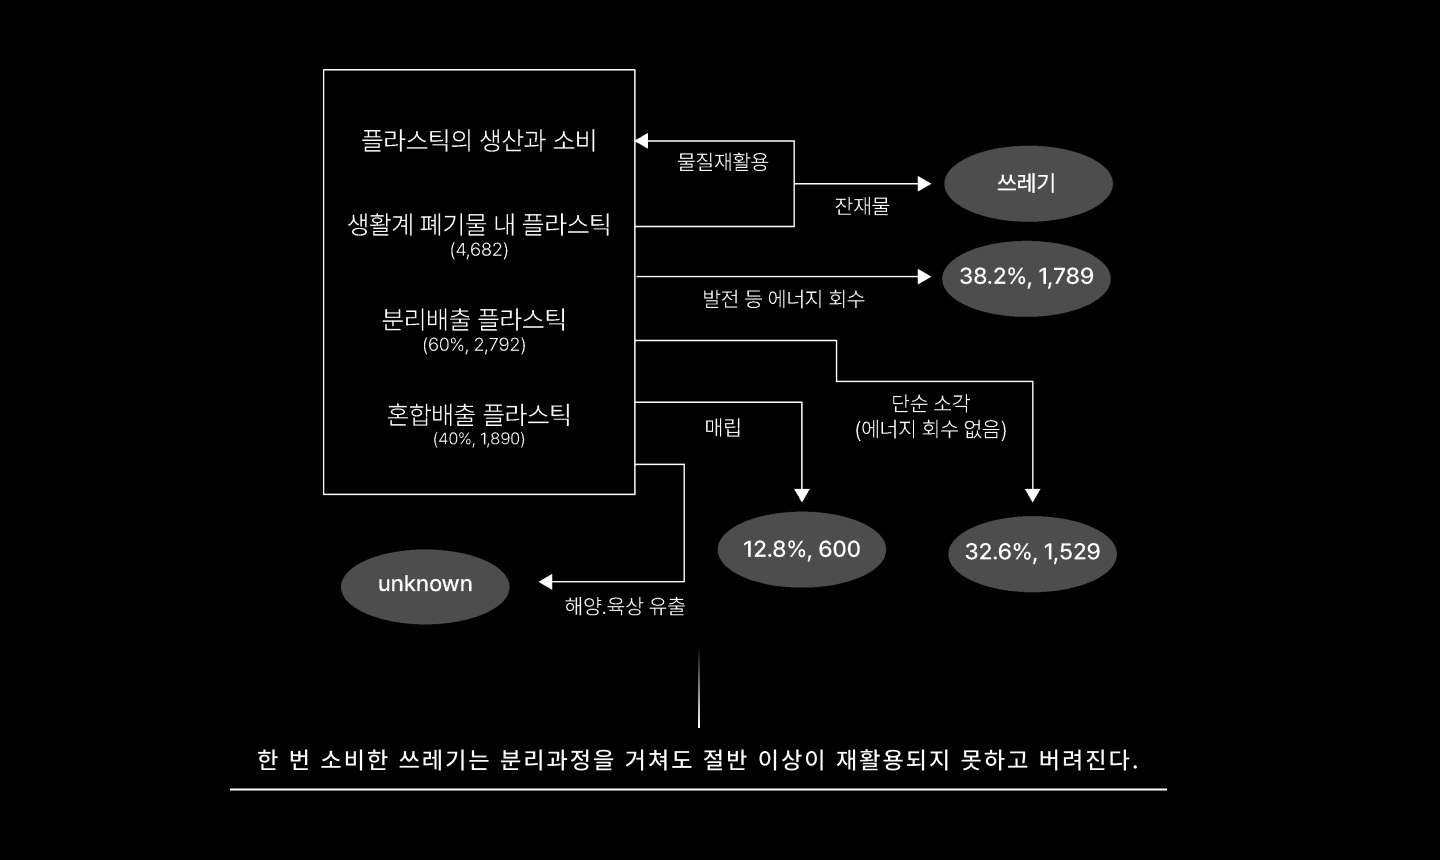 플라스틱의 생산과 소비
생활계 폐기물 내 플라스틱
(4,682)
분리배출 플라스틱
(60%, 2,792)
혼합배출 플라스틱
(40%, 1,890)
물질재활용
잔재물
쓰레기
발전 등 에너지 회수
38.2%, 1,789
단순 소각
(에너지 회수 없음)
32.6%, 1,529
매립
12.8%, 600
해양.육상 유출
unknown
한 번 소비한 쓰레기는 분리과정을 거쳐도 절반 이상이 재활용되지 못하고 버려진다.